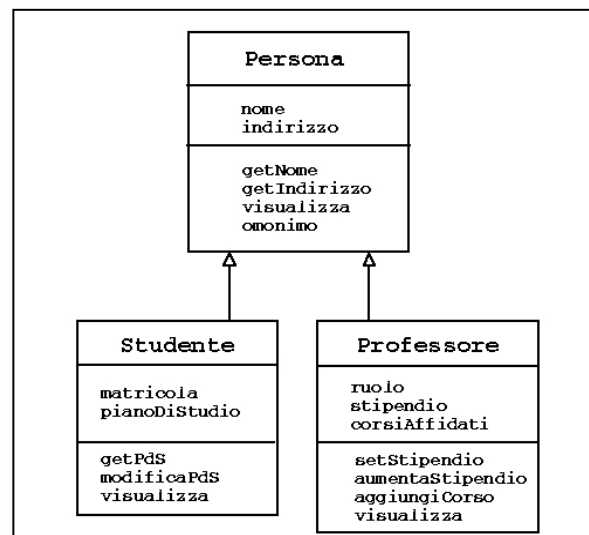 Persona
nome
indirizzo
getNome
getIndirizzo
visualizza
omonimo
Studente
matricola
pianoDiStudio
getPdS
modificaPdS
visualizza
Professore
ruolo
stipendio
corsiAffidati
setStipendio
aumentaStipendio
aggiungiCorso
visualizza